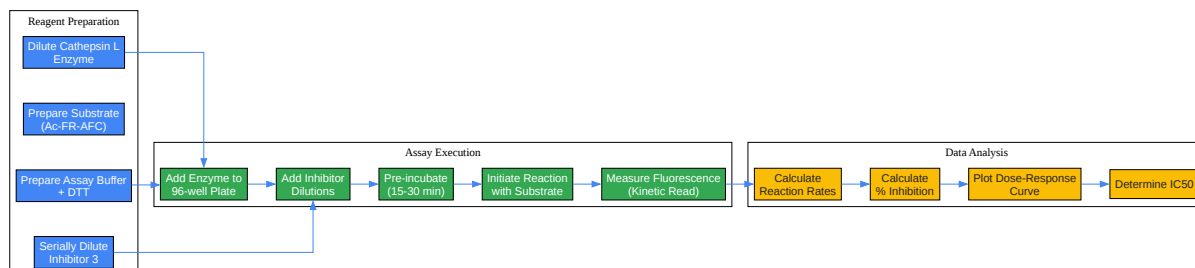 Reagent Preparation
Dilute Cathepsin L
Enzyme
Prepare Substrate
(Ac-FR-AFC)
Prepare Assay Buffer
+ DTT
Serially Dilute
Inhibitor 3
Assay Execution
Add Enzyme to
96-well Plate
Add Inhibitor
Dilutions
Pre-incubate
(15-30 min)
Initiate Reaction
with Substrate
Measure Fluorescence
(Kinetic Read)
Data Analysis
Calculate
Reaction Rates
Calculate
% Inhibition
Plot Dose-Response
Curve
Determine IC50